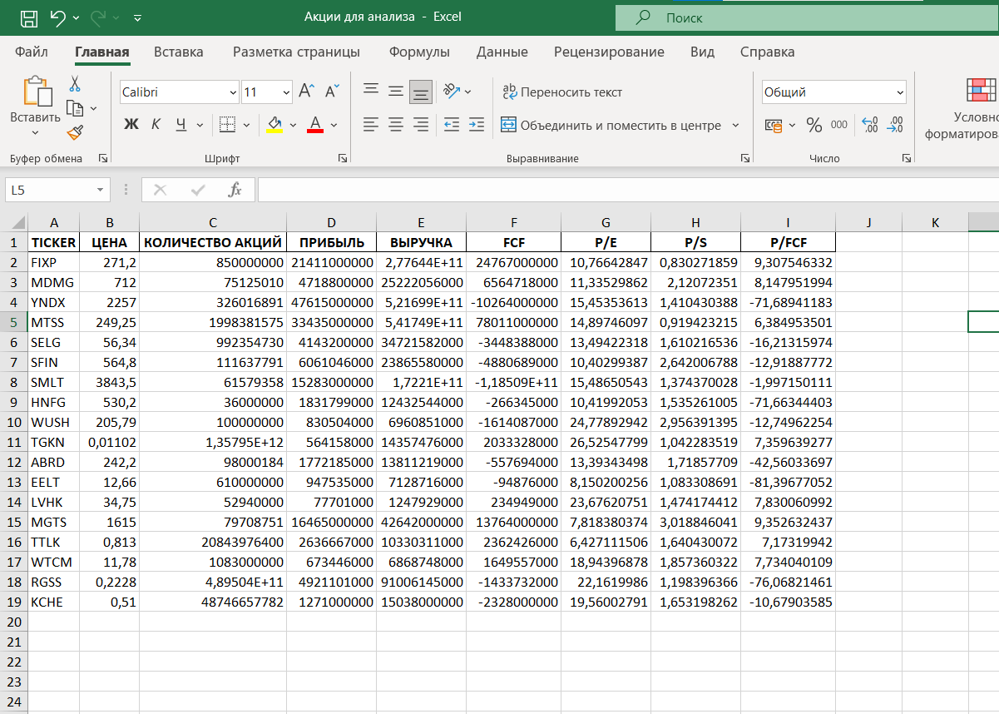 Акции для анализа - Excel
Поиск
Файл Главная Вставка Разметка страницы Формулы Данные Рецензирование Вид Справка
Вставить
Calibri 11
Ж К Ч
Переносить текст
Объединить и поместить в центре
Общий
% 000
Условно
форматиров
Буфер обмена Шрифт Выравнивание Число
L5 fx
A B C D E F G H I J K
1 TICKER ЦЕНА КОЛИЧЕСТВО АКЦИЙ ПРИБЫЛЬ ВЫРУЧКА FCF P/E P/S P/FCF
2 FIXP 271,2 850000000 21411000000 2,77644E+11 24767000000 10,76642847 0,830271859 9,307546332
3 MDMG 712 75125010 4718800000 25222056000 6564718000 11,33529862 2,12072351 8,147951994
4 YNDX 2257 326016891 47615000000 5,21699E+11 -10264000000 15,45353613 1,410430388 -71,68941183
5 MTSS 249,25 1998381575 33435000000 5,41749E+11 78011000000 14,89746097 0,919423215 6,384953501
6 SELG 56,34 992354730 4143200000 34721582000 -3448388000 13,49422318 1,610216536 -16,21315974
7 SFIN 564,8 111637791 6061046000 23865580000 -4880689000 10,40299387 2,642006788 -12,91887772
8 SMLT 3843,5 61579358 15283000000 1,7221E+11 -1,18509E+11 15,48650543 1,374370028 -1,997150111
9 HNFG 530,2 36000000 1831799000 12432544000 -266345000 10,41992053 1,535261005 -71,66344403
10 WUSH 205,79 100000000 830504000 6960851000 -1614087000 24,77892942 2,956391395 -12,74962254
11 TGKN 0,01102 1,35795E+12 564158000 14357476000 2033328000 26,52547799 1,042283519 7,359639277
12 ABRD 242,2 98000184 1772185000 13811219000 -557694000 13,39343498 1,71857709 -42,56033697
13 EELT 12,66 610000000 947535000 7128716000 -94876000 8,150200256 1,083308691 -81,39677052
14 LVHK 34,75 52940000 77701000 1247929000 234949000 23,67620751 1,474174412 7,830060992
15 MGTS 1615 79708751 16465000000 42642000000 13764000000 7,818380374 3,018846041 9,352632437
16 TTLK 0,813 20843976400 2636667000 10330311000 2362426000 6,427111506 1,640430072 7,17319942
17 WTCM 11,78 1083000000 673446000 6868748000 1649557000 18,94396878 1,857360322 7,734040109
18 RGSS 0,2228 4,89504E+11 4921101000 91006145000 -1433732000 22,1619986 1,198396366 -76,06821461
19 KCHE 0,51 48746657782 1271000000 15038000000 -2328000000 19,56002791 1,653198262 -10,67903585
20
21
22
23
24